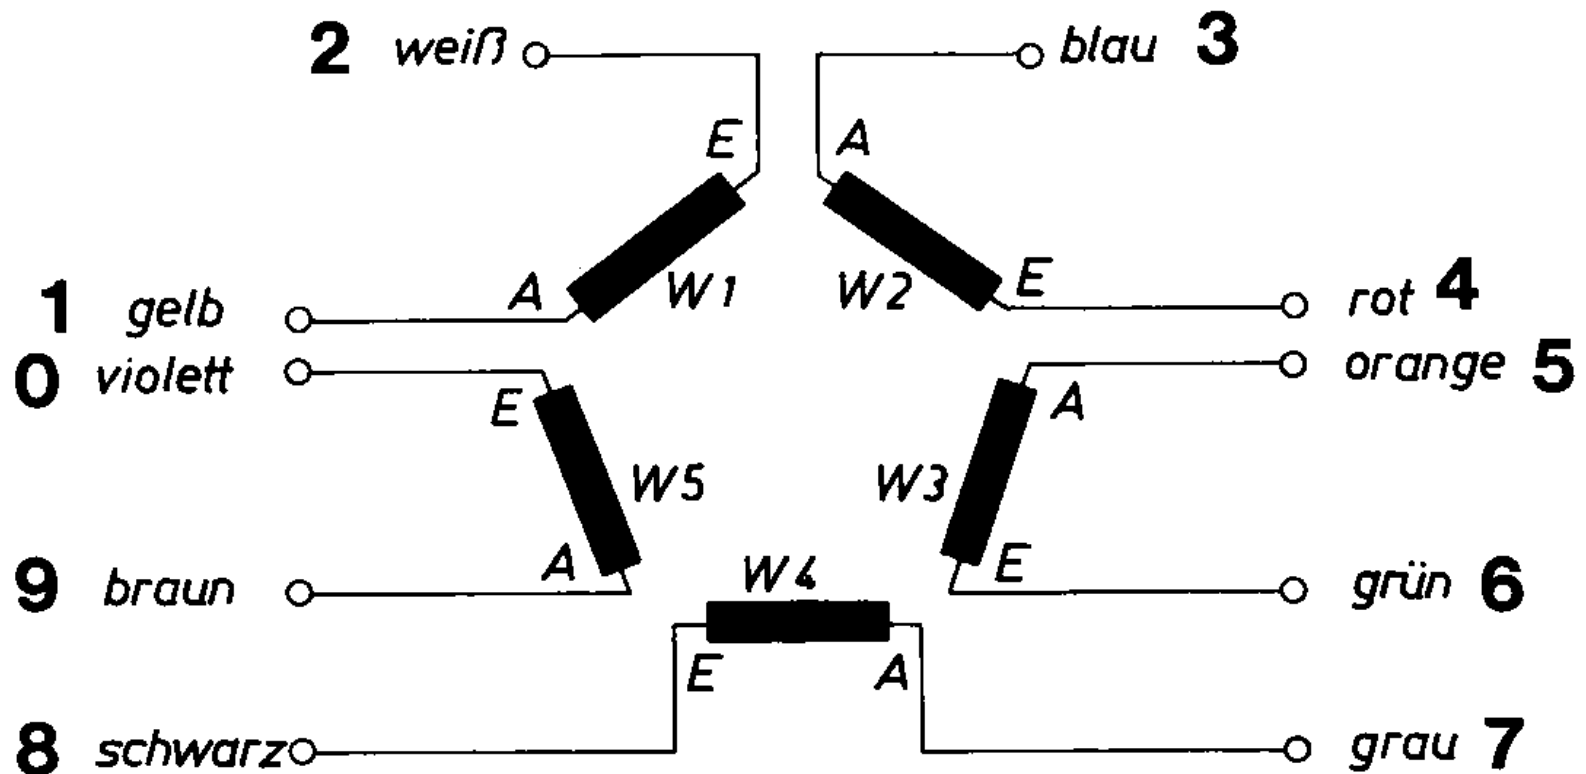 2 weiß blau 3
E A
A W1 W2 E
1 gelb rot 4
0 violett orange 5
E A
W5 W3
A W4 E
9 braun grün 6
E A
8 schwarz grau 7